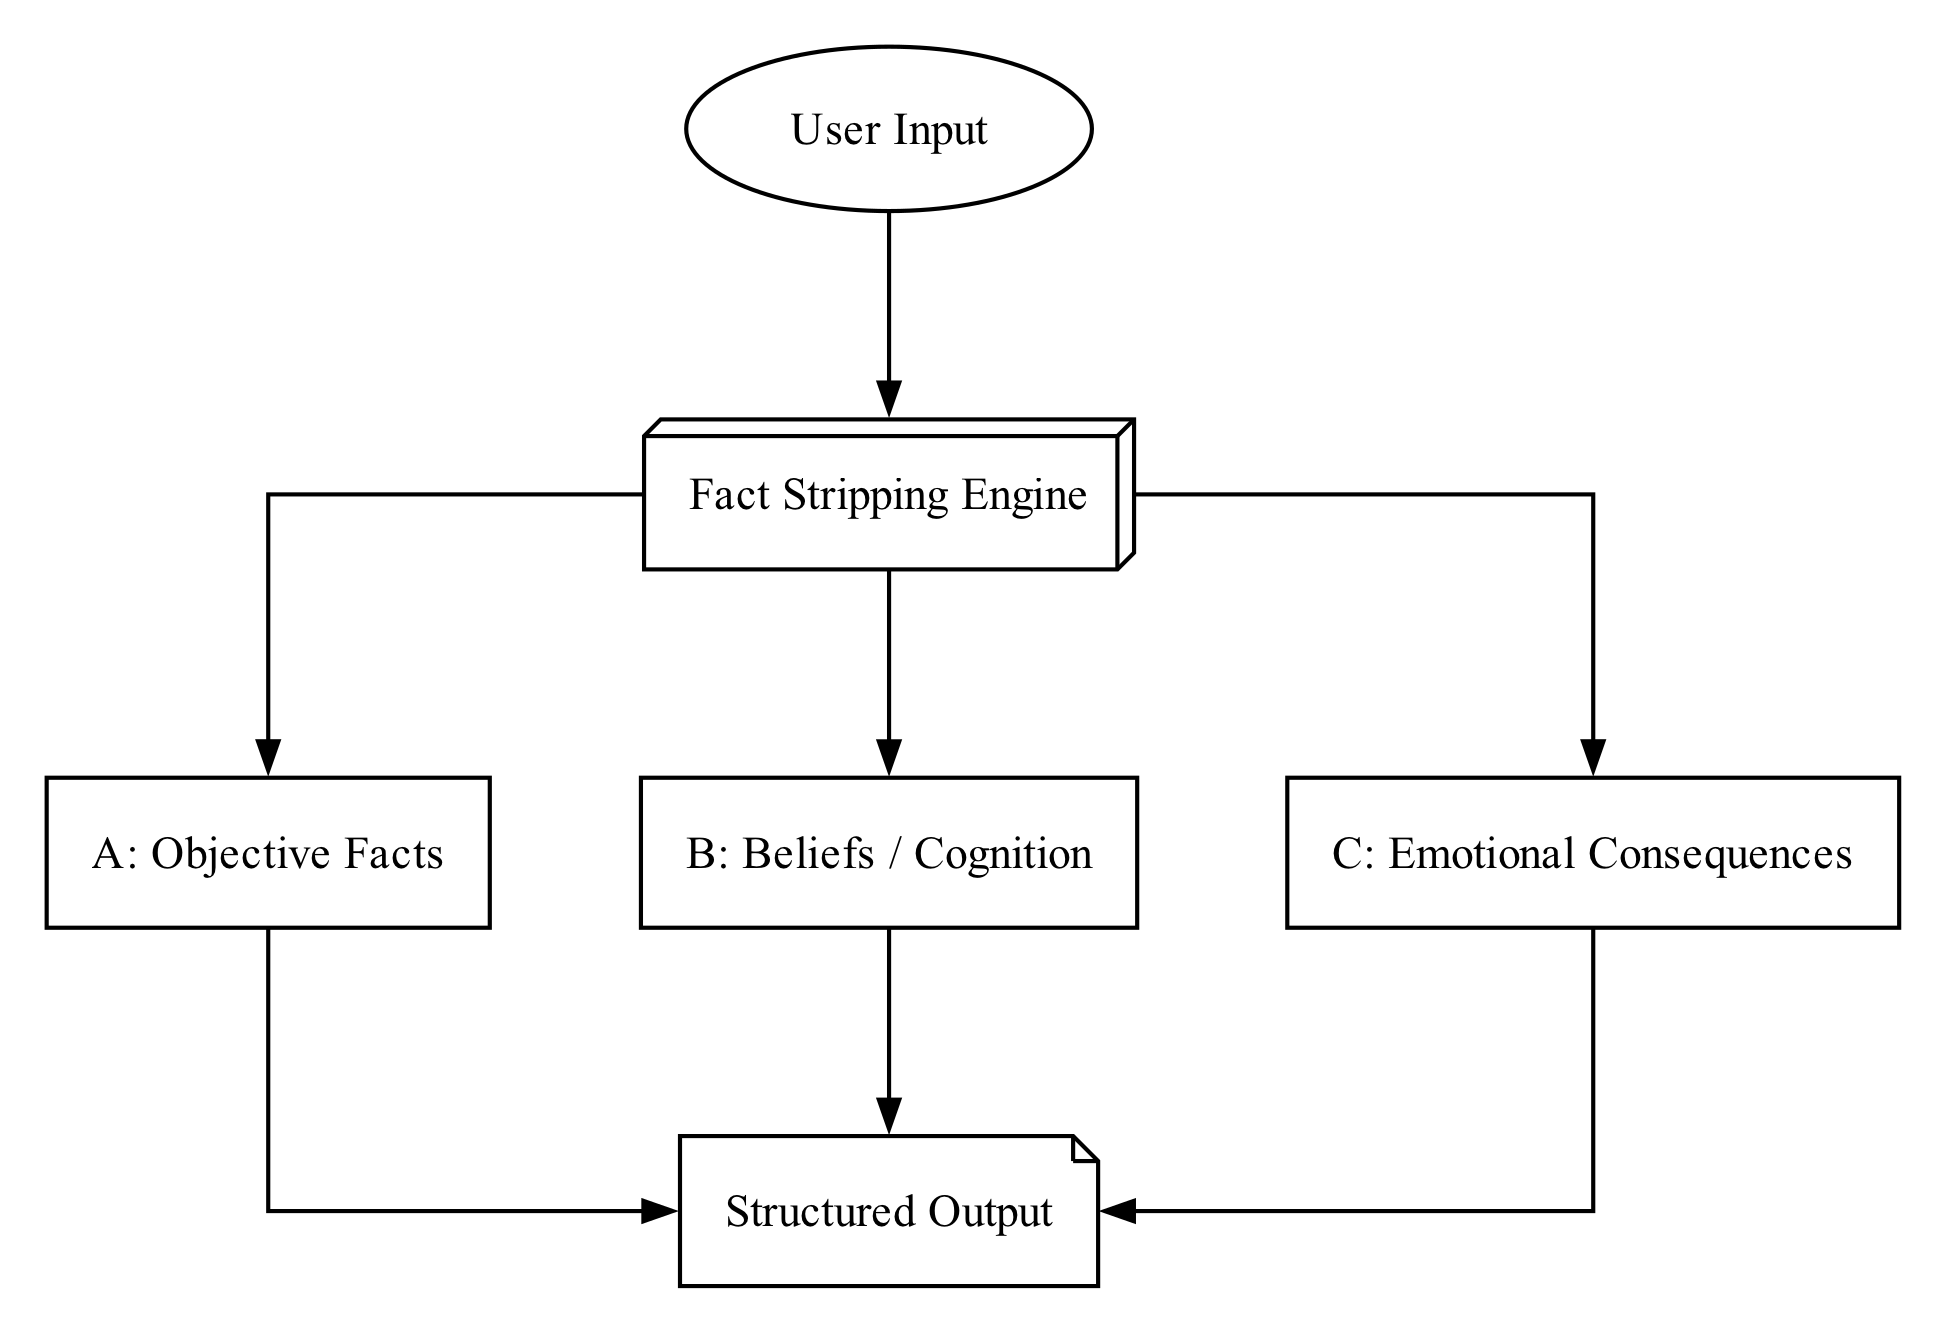 User Input
Fact Stripping Engine
A: Objective Facts
B: Beliefs / Cognition
C: Emotional Consequences
Structured Output